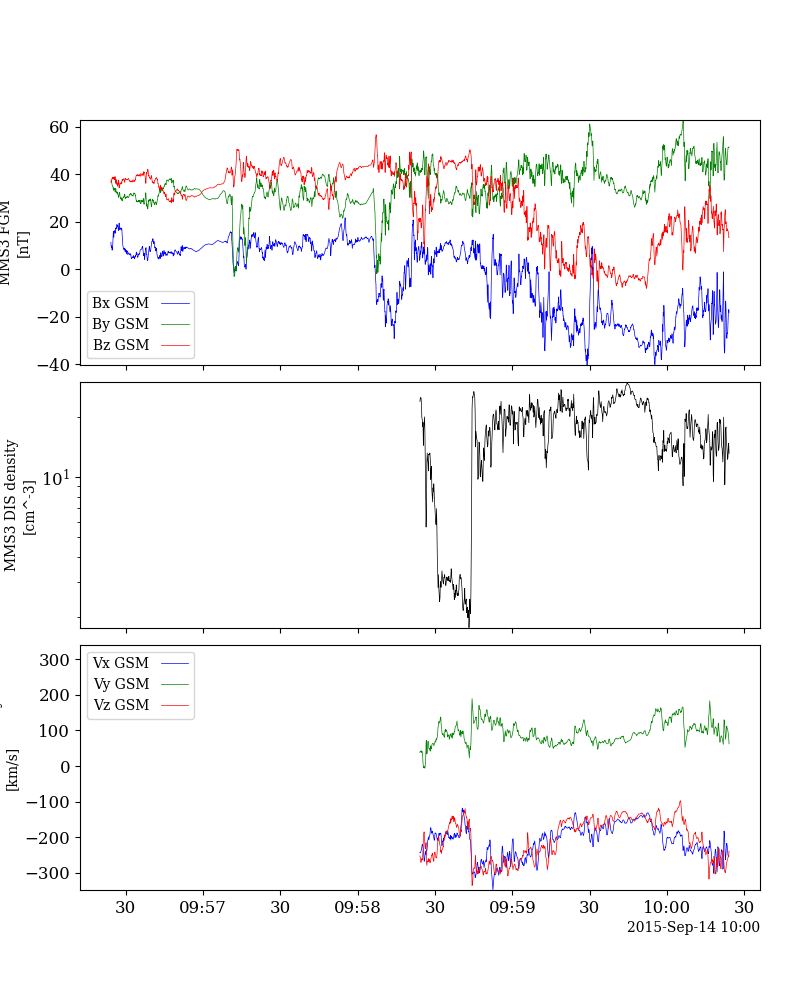 60
40
20
0
−20
−40
MMS3 FGM
[nT]
Bx GSM
By GSM
Bz GSM
10^1
MMS3 DIS density
[cm^-3]
300
200
100
0
−100
−200
−300
[km/s]
Vx GSM
Vy GSM
Vz GSM
30 09:57 30 09:58 30 09:59 30 10:00 30
2015-Sep-14 10:00